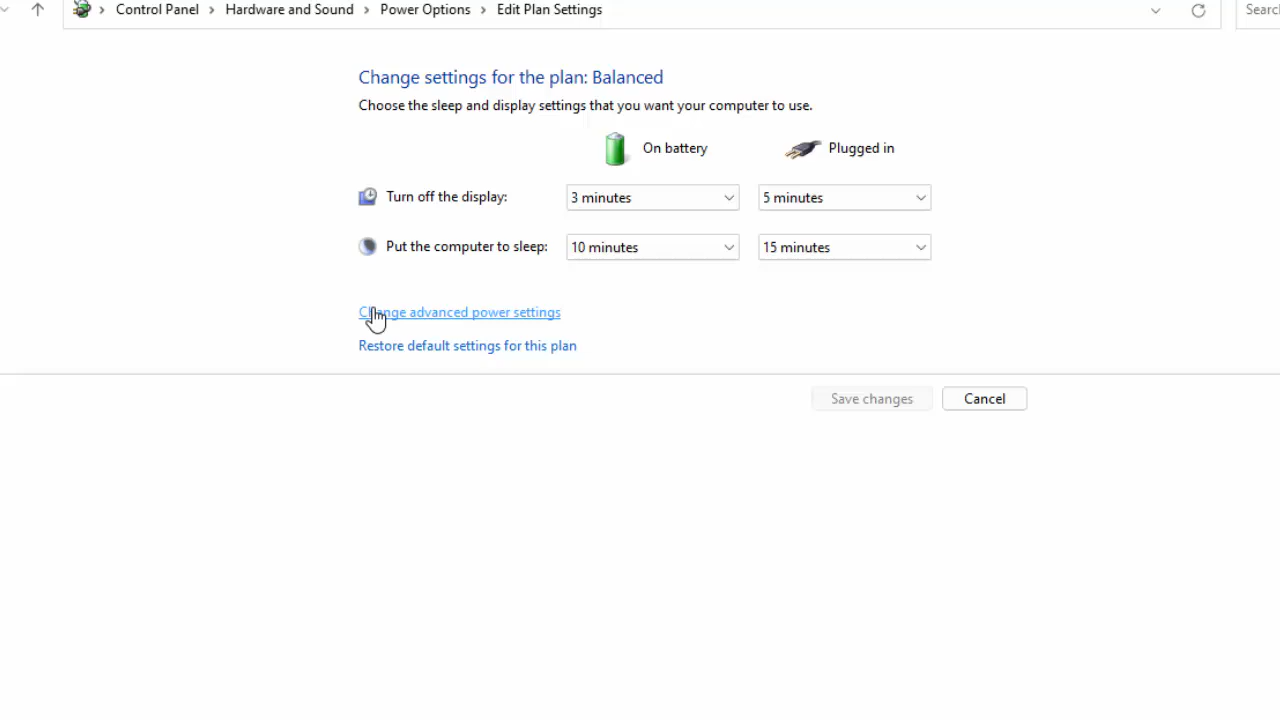 Control Panel > Hardware and Sound > Power Options > Edit Plan Settings
Change settings for the plan: Balanced
Choose the sleep and display settings that you want your computer to use.
On battery Plugged in
Turn off the display: 3 minutes 5 minutes
Put the computer to sleep: 10 minutes 15 minutes
Change advanced power settings
Restore default settings for this plan
Save changes Cancel